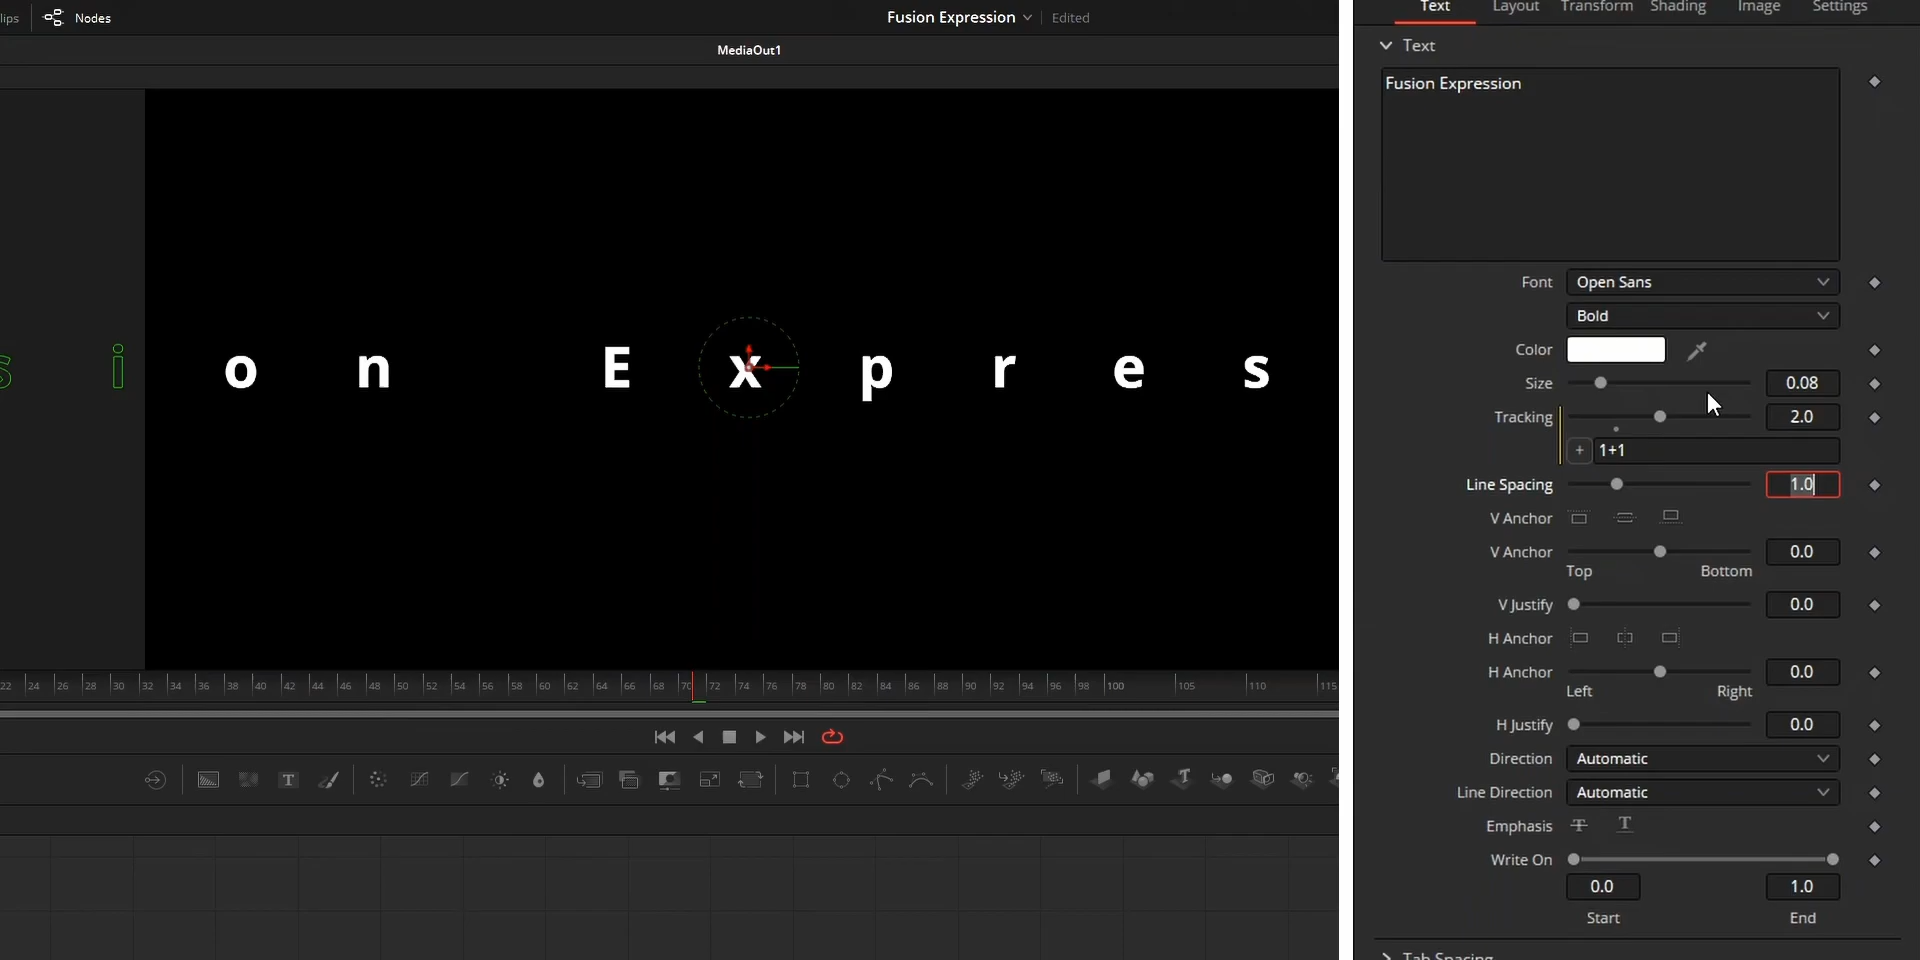 lips
Nodes
Fusion Expression
Edited
MediaOut1
s i o n E x p r e s
22 24 26 28 30 32 34 36 38 40 42 44 46 48 50 52 54 56 58 60 62 64 66 68 70 72 74 76 78 80 82 84 86 88 90 92 94 96 98 100 105 110 115
Text Layout Transform Shading Image Settings
Text
Fusion Expression
Font Open Sans
Bold
Color
Size 0.08
Tracking 2.0
+ 1+1
Line Spacing 1.0
V Anchor
V Anchor 0.0
Top Bottom
V Justify 0.0
H Anchor
H Anchor 0.0
Left Right
H Justify 0.0
Direction Automatic
Line Direction Automatic
Emphasis T T
Write On
0.0 1.0
Start End
Tab Spacing